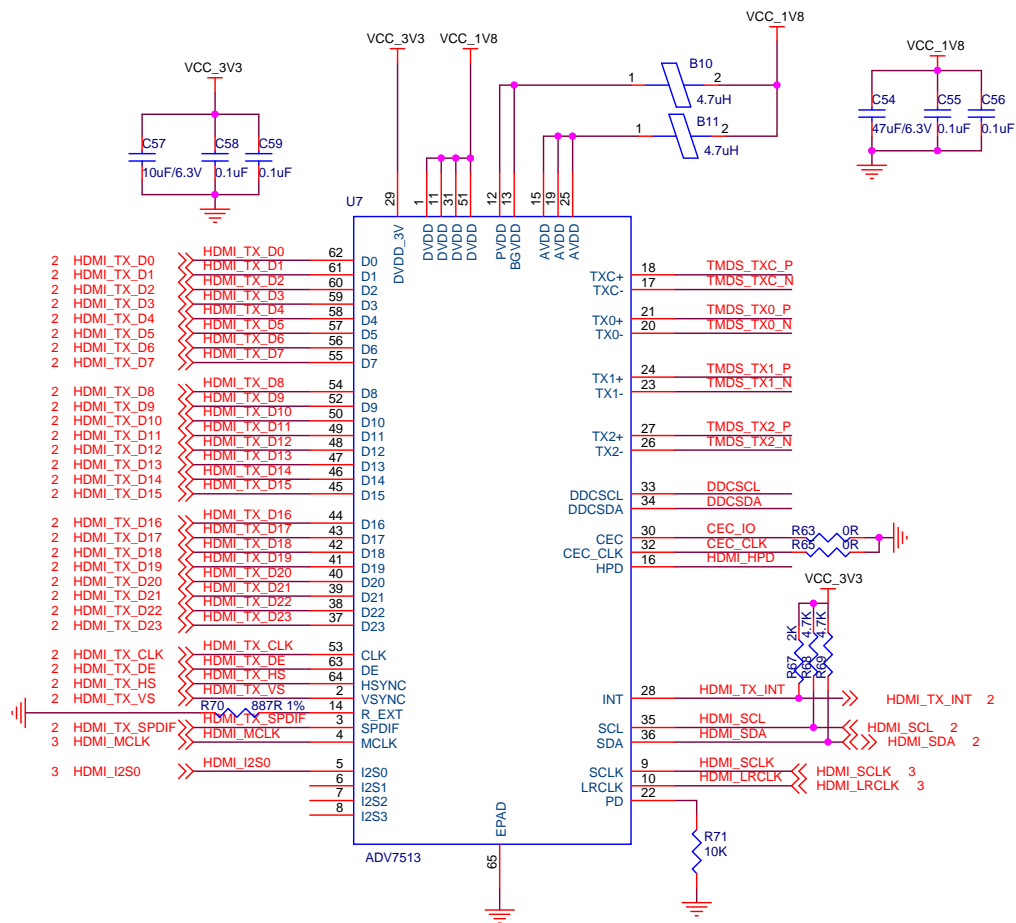 VCC_1V8
VCC_3V3 VCC_1V8
VCC_1V8
VCC_3V3
1 B10 2
4.7uH
C54 C55 C56
47uF/6.3V 0.1uF 0.1uF
1 B11 2
4.7uH
C57 C58 C59
10uF/6.3V 0.1uF 0.1uF
U7
29 1 11 31 51 12 13 15 19 25
DVDD_3V DVDD DVDD DVDD DVDD PVDD BGVDD AVDD AVDD AVDD
2 HDMI_TX_D0 HDMI_TX_D0 62 D0
2 HDMI_TX_D1 HDMI_TX_D1 61 D1
2 HDMI_TX_D2 HDMI_TX_D2 60 D2
2 HDMI_TX_D3 HDMI_TX_D3 59 D3
2 HDMI_TX_D4 HDMI_TX_D4 58 D4
2 HDMI_TX_D5 HDMI_TX_D5 57 D5
2 HDMI_TX_D6 HDMI_TX_D6 56 D6
2 HDMI_TX_D7 HDMI_TX_D7 55 D7
2 HDMI_TX_D8 HDMI_TX_D8 54 D8
2 HDMI_TX_D9 HDMI_TX_D9 52 D9
2 HDMI_TX_D10 HDMI_TX_D10 50 D10
2 HDMI_TX_D11 HDMI_TX_D11 49 D11
2 HDMI_TX_D12 HDMI_TX_D12 48 D12
2 HDMI_TX_D13 HDMI_TX_D13 47 D13
2 HDMI_TX_D14 HDMI_TX_D14 46 D14
2 HDMI_TX_D15 HDMI_TX_D15 45 D15
2 HDMI_TX_D16 HDMI_TX_D16 44 D16
2 HDMI_TX_D17 HDMI_TX_D17 43 D17
2 HDMI_TX_D18 HDMI_TX_D18 42 D18
2 HDMI_TX_D19 HDMI_TX_D19 41 D19
2 HDMI_TX_D20 HDMI_TX_D20 40 D20
2 HDMI_TX_D21 HDMI_TX_D21 39 D21
2 HDMI_TX_D22 HDMI_TX_D22 38 D22
2 HDMI_TX_D23 HDMI_TX_D23 37 D23
2 HDMI_TX_CLK HDMI_TX_CLK 53 CLK
2 HDMI_TX_DE HDMI_TX_DE 63 DE
2 HDMI_TX_HS HDMI_TX_HS 64 HSYNC
2 HDMI_TX_VS HDMI_TX_VS 2 VSYNC
R70 887R 1% 14 R_EXT
2 HDMI_TX_SPDIF HDMI_TX_SPDIF 3 SPDIF
3 HDMI_MCLK HDMI_MCLK 4 MCLK
3 HDMI_I2S0 HDMI_I2S0 5 I2S0
6 I2S1
7 I2S2
8 I2S3
TXC+ 18 TMDS_TXC_P
TXC- 17 TMDS_TXC_N
TX0+ 21 TMDS_TX0_P
TX0- 20 TMDS_TX0_N
TX1+ 24 TMDS_TX1_P
TX1- 23 TMDS_TX1_N
TX2+ 27 TMDS_TX2_P
TX2- 26 TMDS_TX2_N
DDCSCL 33 DDCSCL
DDCSDA 34 DDCSDA
CEC 30 CEC_IO R63 0R
CEC_CLK 32 CEC_CLK R65 0R
HPD 16 HDMI_HPD
VCC_3V3
2K 4.7K 4.7K
R67 R68 R69
INT 28 HDMI_TX_INT HDMI_TX_INT 2
SCL 35 HDMI_SCL HDMI_SCL 2
SDA 36 HDMI_SDA HDMI_SDA 2
SCLK 9 HDMI_SCLK HDMI_SCLK 3
LRCLK 10 HDMI_LRCLK HDMI_LRCLK 3
PD 22
R71
10K
EPAD
65
ADV7513